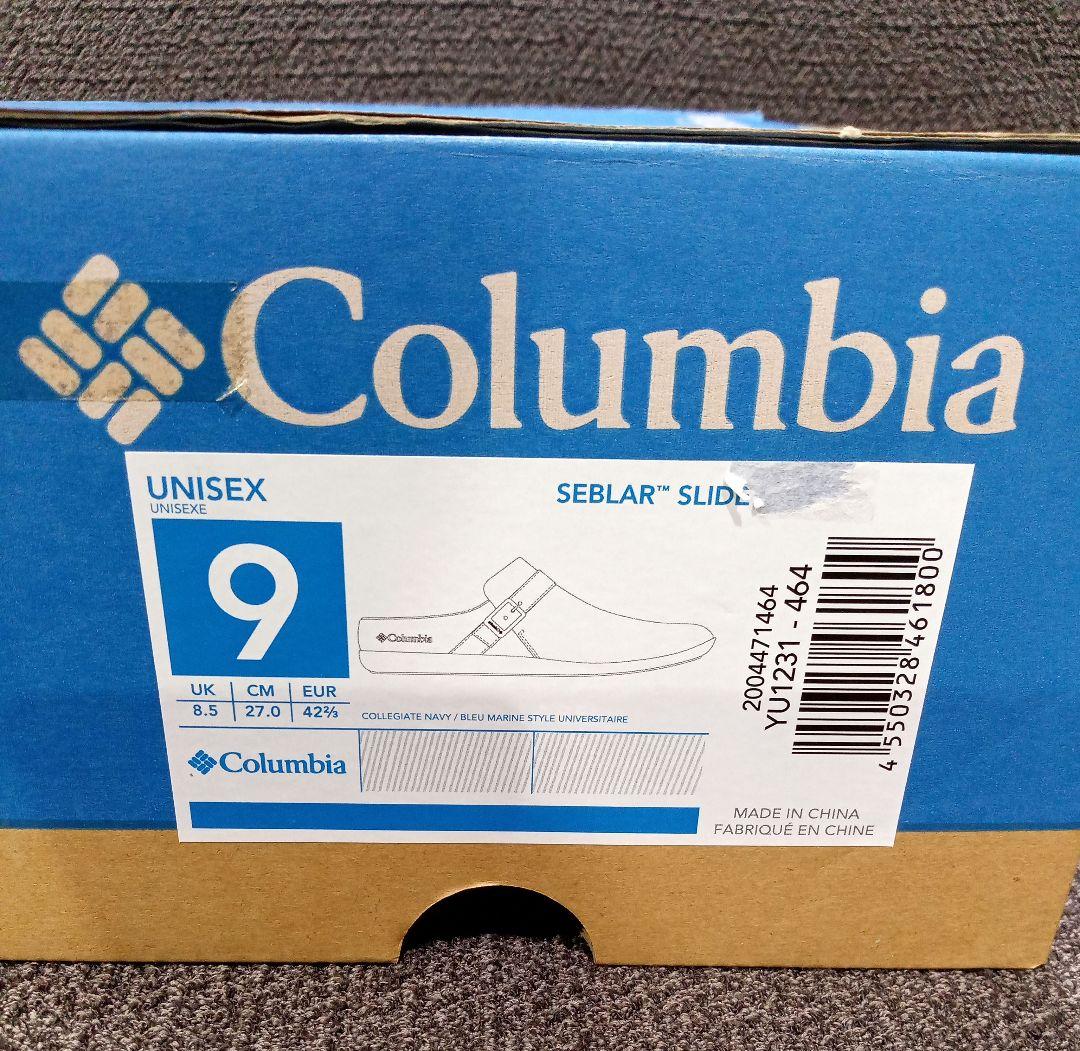 Columbia
UNISEX
UNISEXE
SEBLAR™ SLIDE
9
Columbia
UK CM EUR
8.5 27.0 42⅔
COLLEGIATE NAVY / BLEU MARINE STYLE UNIVERSITAIRE
Columbia
2004471464
YU1231 - 464
4 550328 461800
MADE IN CHINA
FABRIQUÉ EN CHINE